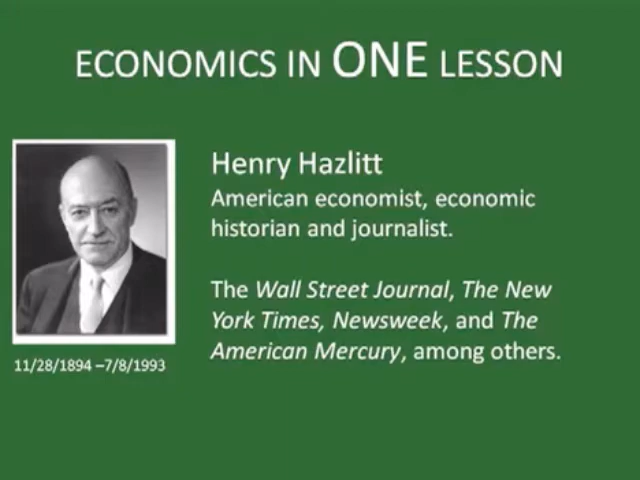 ECONOMICS IN ONE LESSON
Henry Hazlitt
American economist, economic
historian and journalist.
The Wall Street Journal, The New
York Times, Newsweek, and The
American Mercury, among others.
11/28/1894 –7/8/1993